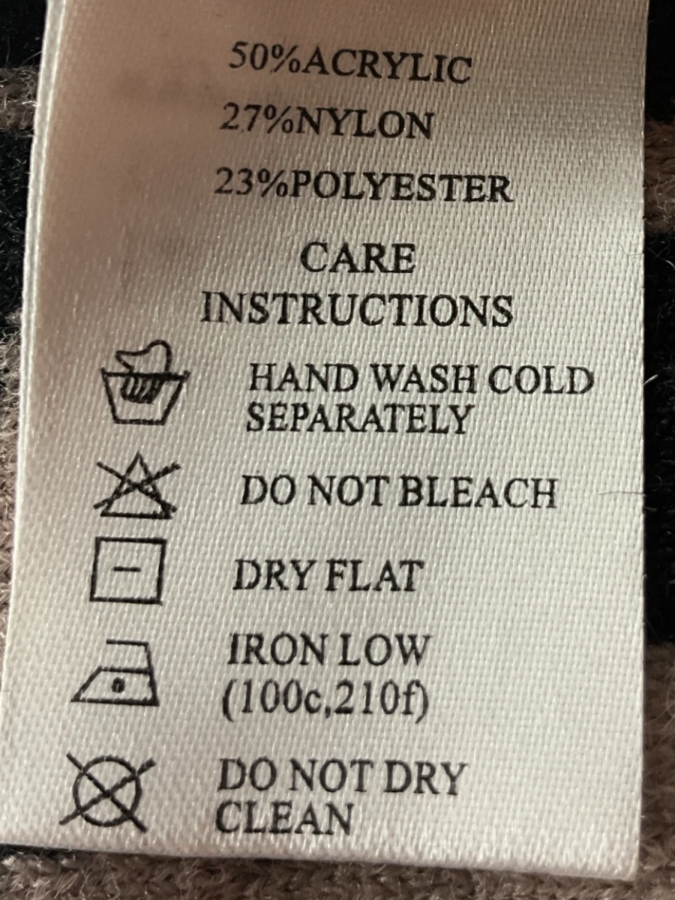 50%ACRYLIC
27%NYLON
23%POLYESTER
CARE
INSTRUCTIONS
HAND WASH COLD
SEPARATELY
DO NOT BLEACH
DRY FLAT
IRON LOW
(100c,210f)
DO NOT DRY
CLEAN